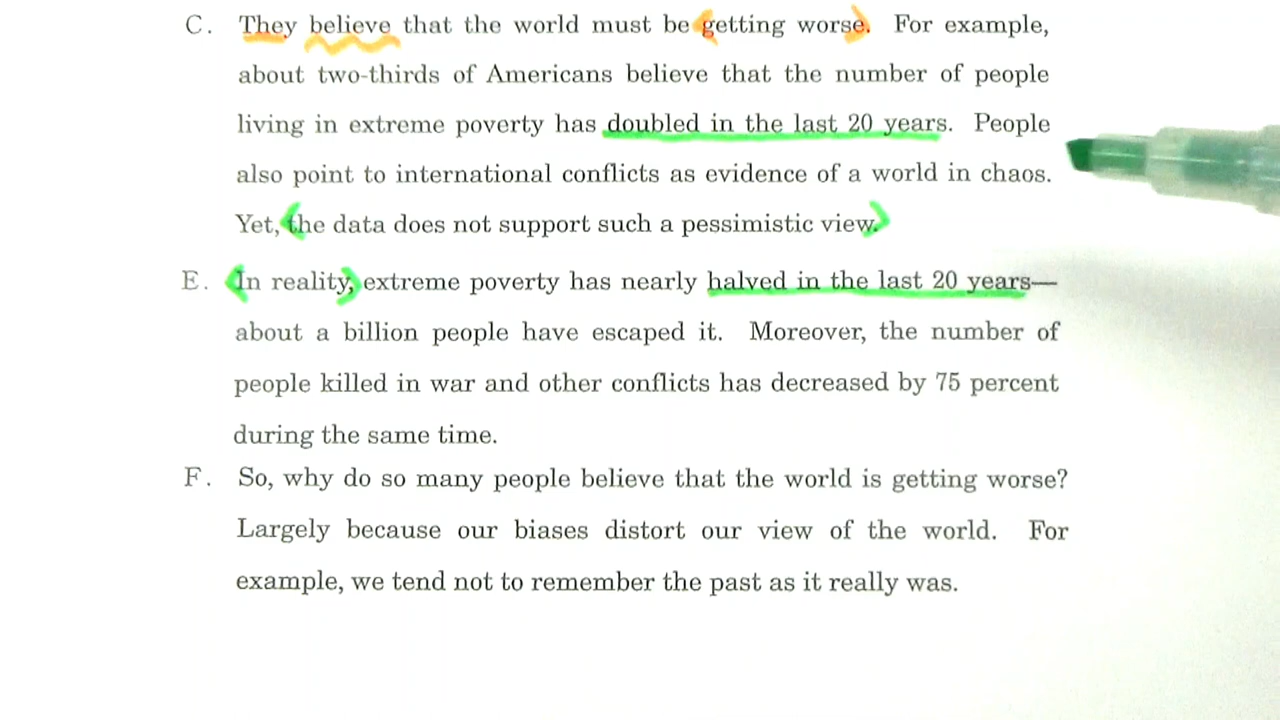 C. They believe that the world must be getting worse. For example,
about two-thirds of Americans believe that the number of people
living in extreme poverty has doubled in the last 20 years. People
also point to international conflicts as evidence of a world in chaos.
Yet, the data does not support such a pessimistic view.
E. In reality, extreme poverty has nearly halved in the last 20 years—
about a billion people have escaped it. Moreover, the number of
people killed in war and other conflicts has decreased by 75 percent
during the same time.
F. So, why do so many people believe that the world is getting worse?
Largely because our biases distort our view of the world. For
example, we tend not to remember the past as it really was.